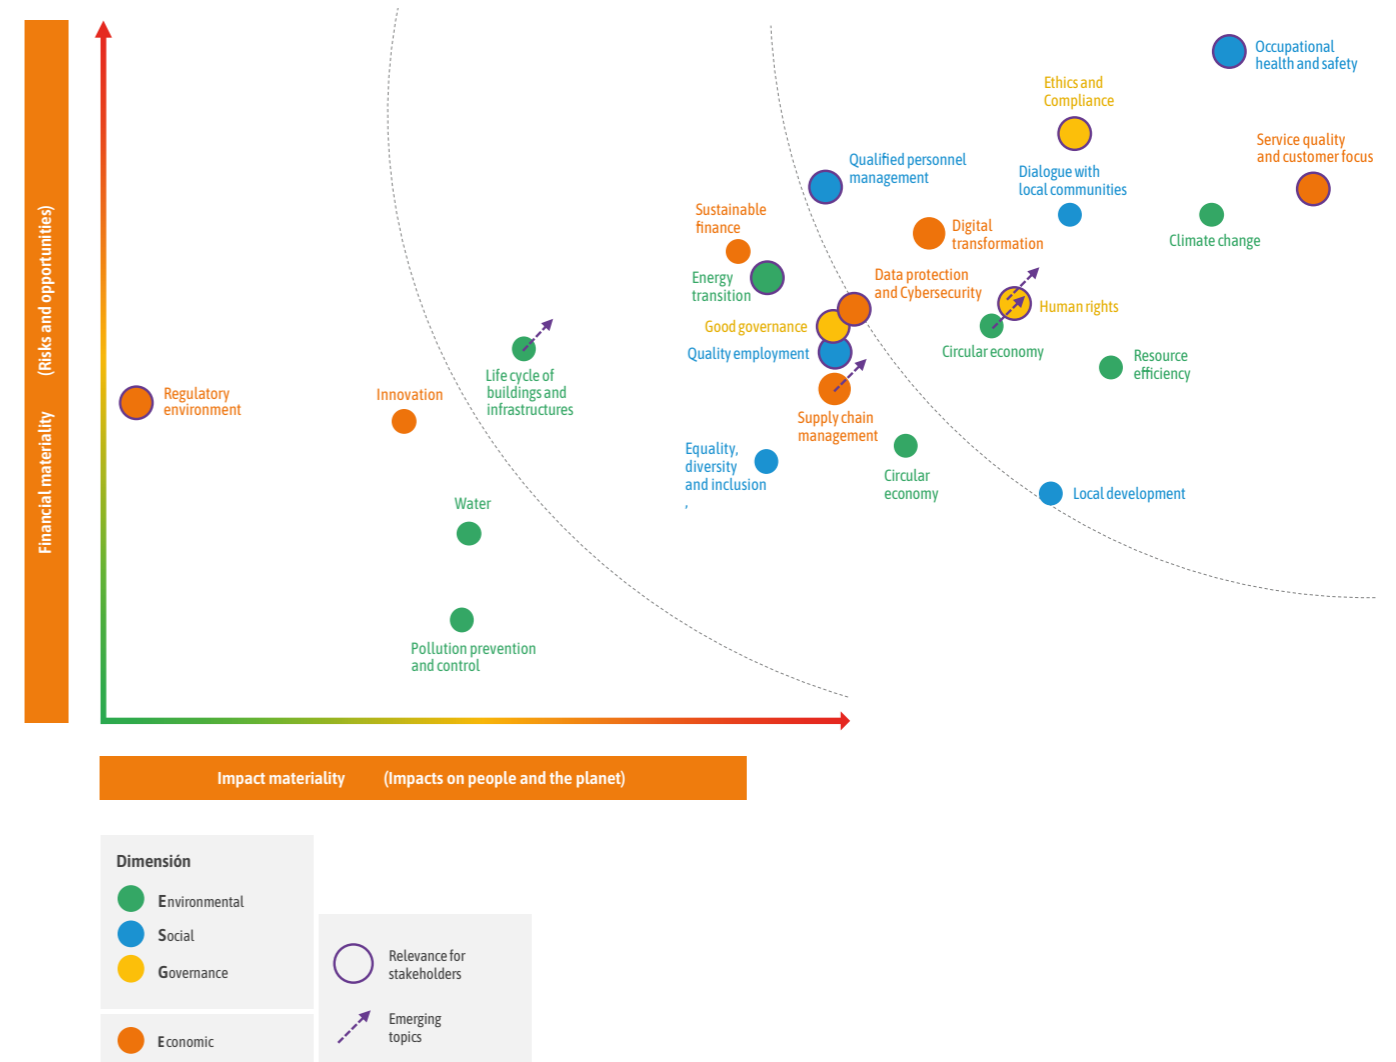 Financial materiality (Risks and opportunities)
Occupational
health and safety
Ethics and
Compliance
Service quality
and customer focus
Qualified personnel
management
Dialogue with
local communities
Sustainable
finance
Digital
transformation
Climate change
Energy
transition
Data protection
and Cybersecurity
Human rights
Good governance
Quality employment
Circular economy
Resource
efficiency
Life cycle of
buildings and
infrastructures
Regulatory
environment
Innovation
Supply chain
management
Equality,
diversity
and inclusion
,
Circular
economy
Local development
Water
Pollution prevention
and control
Impact materiality (Impacts on people and the planet)
Dimensión
Environmental
Social
Governance
Economic
Relevance for
stakeholders
Emerging
topics